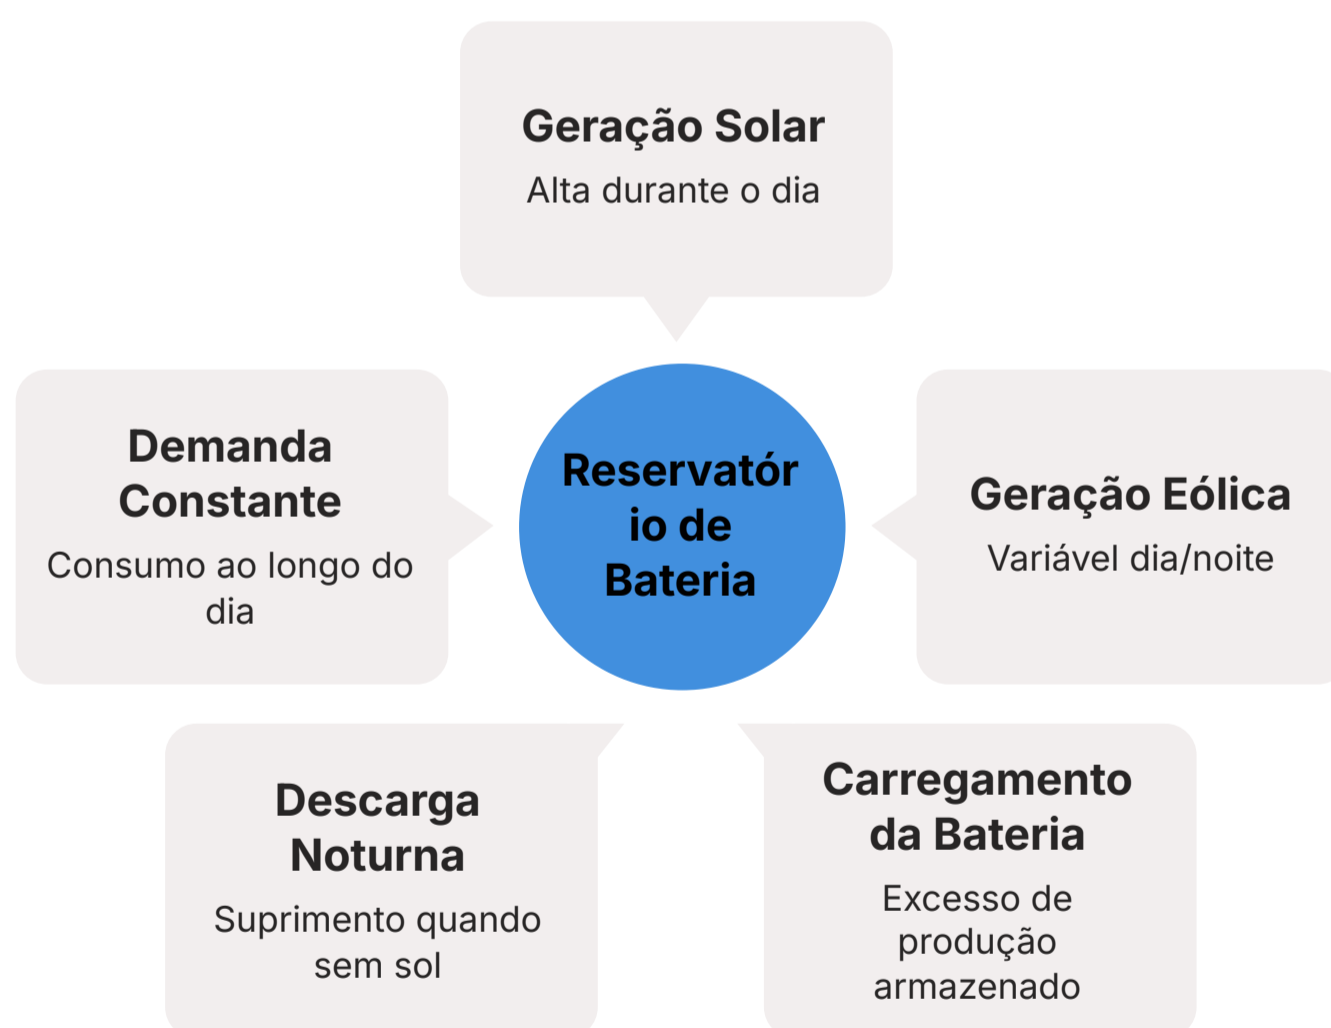 Geração Solar
Alta durante o dia
Demanda
Constante
Consumo ao longo do
dia
Reservatór
io de
Bateria
Geração Eólica
Variável dia/noite
Descarga
Noturna
Suprimento quando
sem sol
Carregamento
da Bateria
Excesso de
produção
armazenado